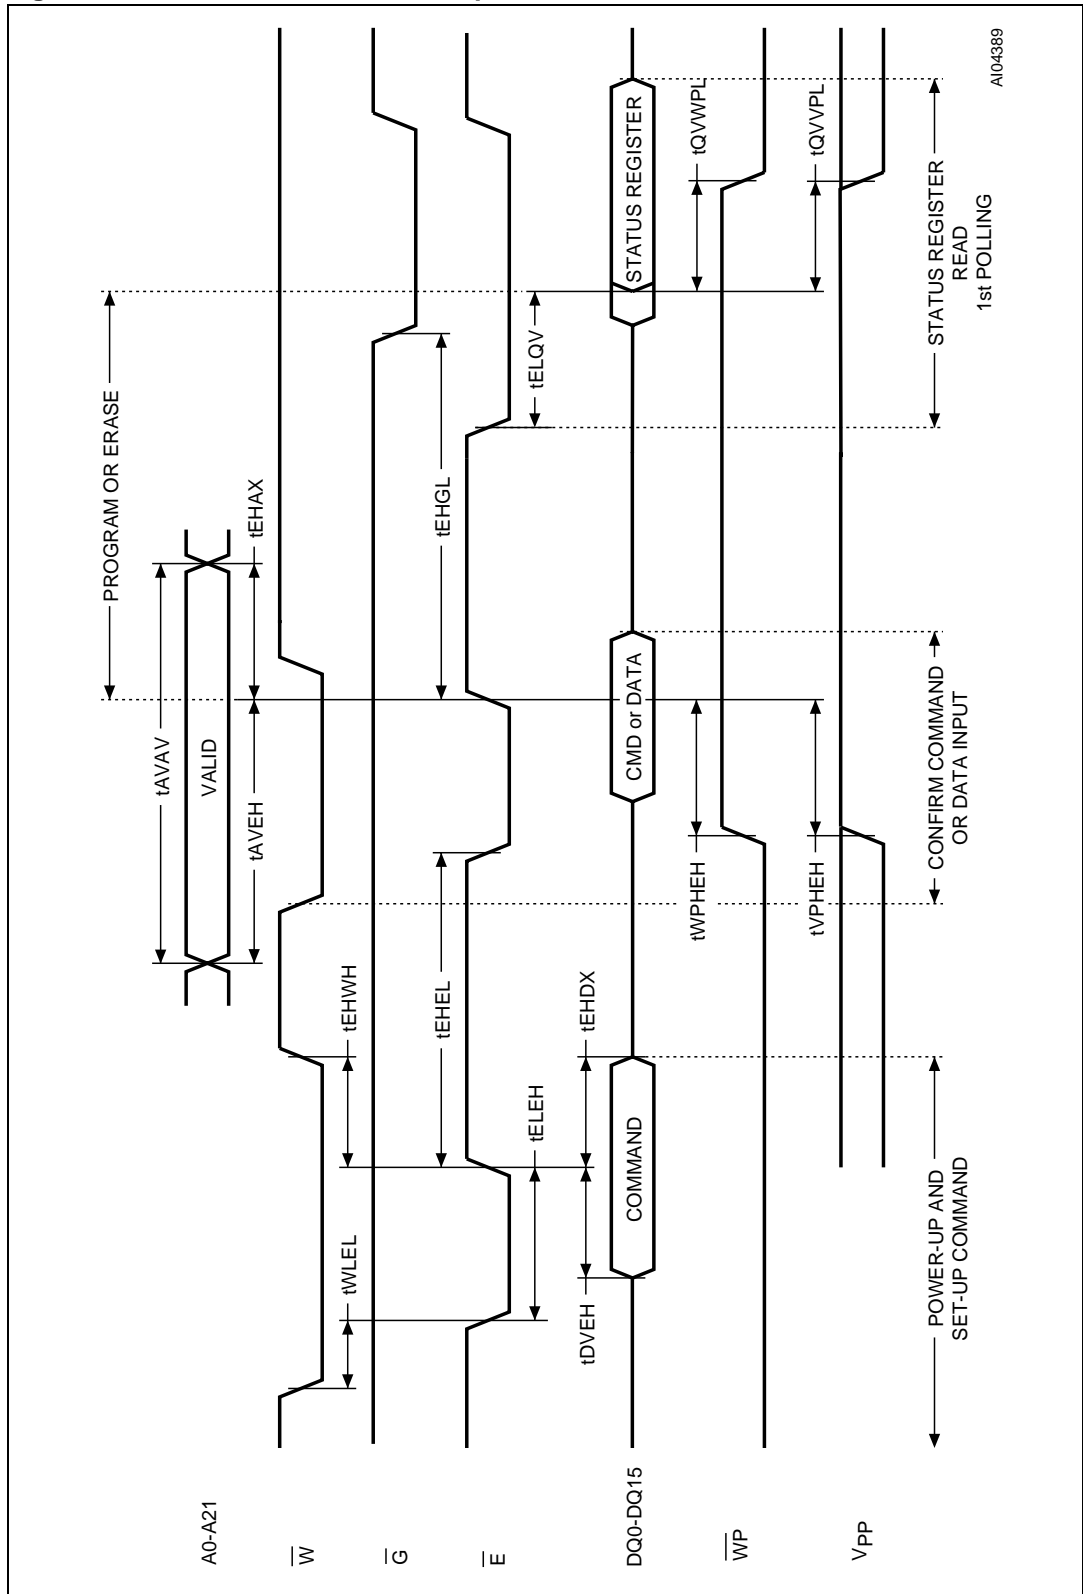 A0-A21
tAVAV
VALID
tAVEH
tEHAX
PROGRAM OR ERASE
W
tWLEL
tEHWH
G
tEHEL
tEHGL
E
tELEH
tELQV
tDVEH
tEHDX
DQ0-DQ15
COMMAND
CMD or DATA
STATUS REGISTER
WP
tWPHEH
tQVWPL
VPP
tVPHEH
tQVVPL
POWER-UP AND
SET-UP COMMAND
CONFIRM COMMAND
OR DATA INPUT
STATUS REGISTER
READ
1st POLLING
AI04389